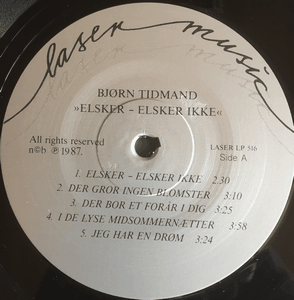 laser music
BJØRN TIDMAND
»ELSKER – ELSKER IKKE«
All rights reserved
n©b ℗ 1987.
LASER LP 516
Side A
1. ELSKER – ELSKER IKKE 2.30
2. DER GROR INGEN BLOMSTER 3:10
3. DER BOR ET FORÅR I DIG 3:25
4. I DE LYSE MIDSOMMERNÆTTER 3:58
5. JEG HAR EN DRØM 3:24